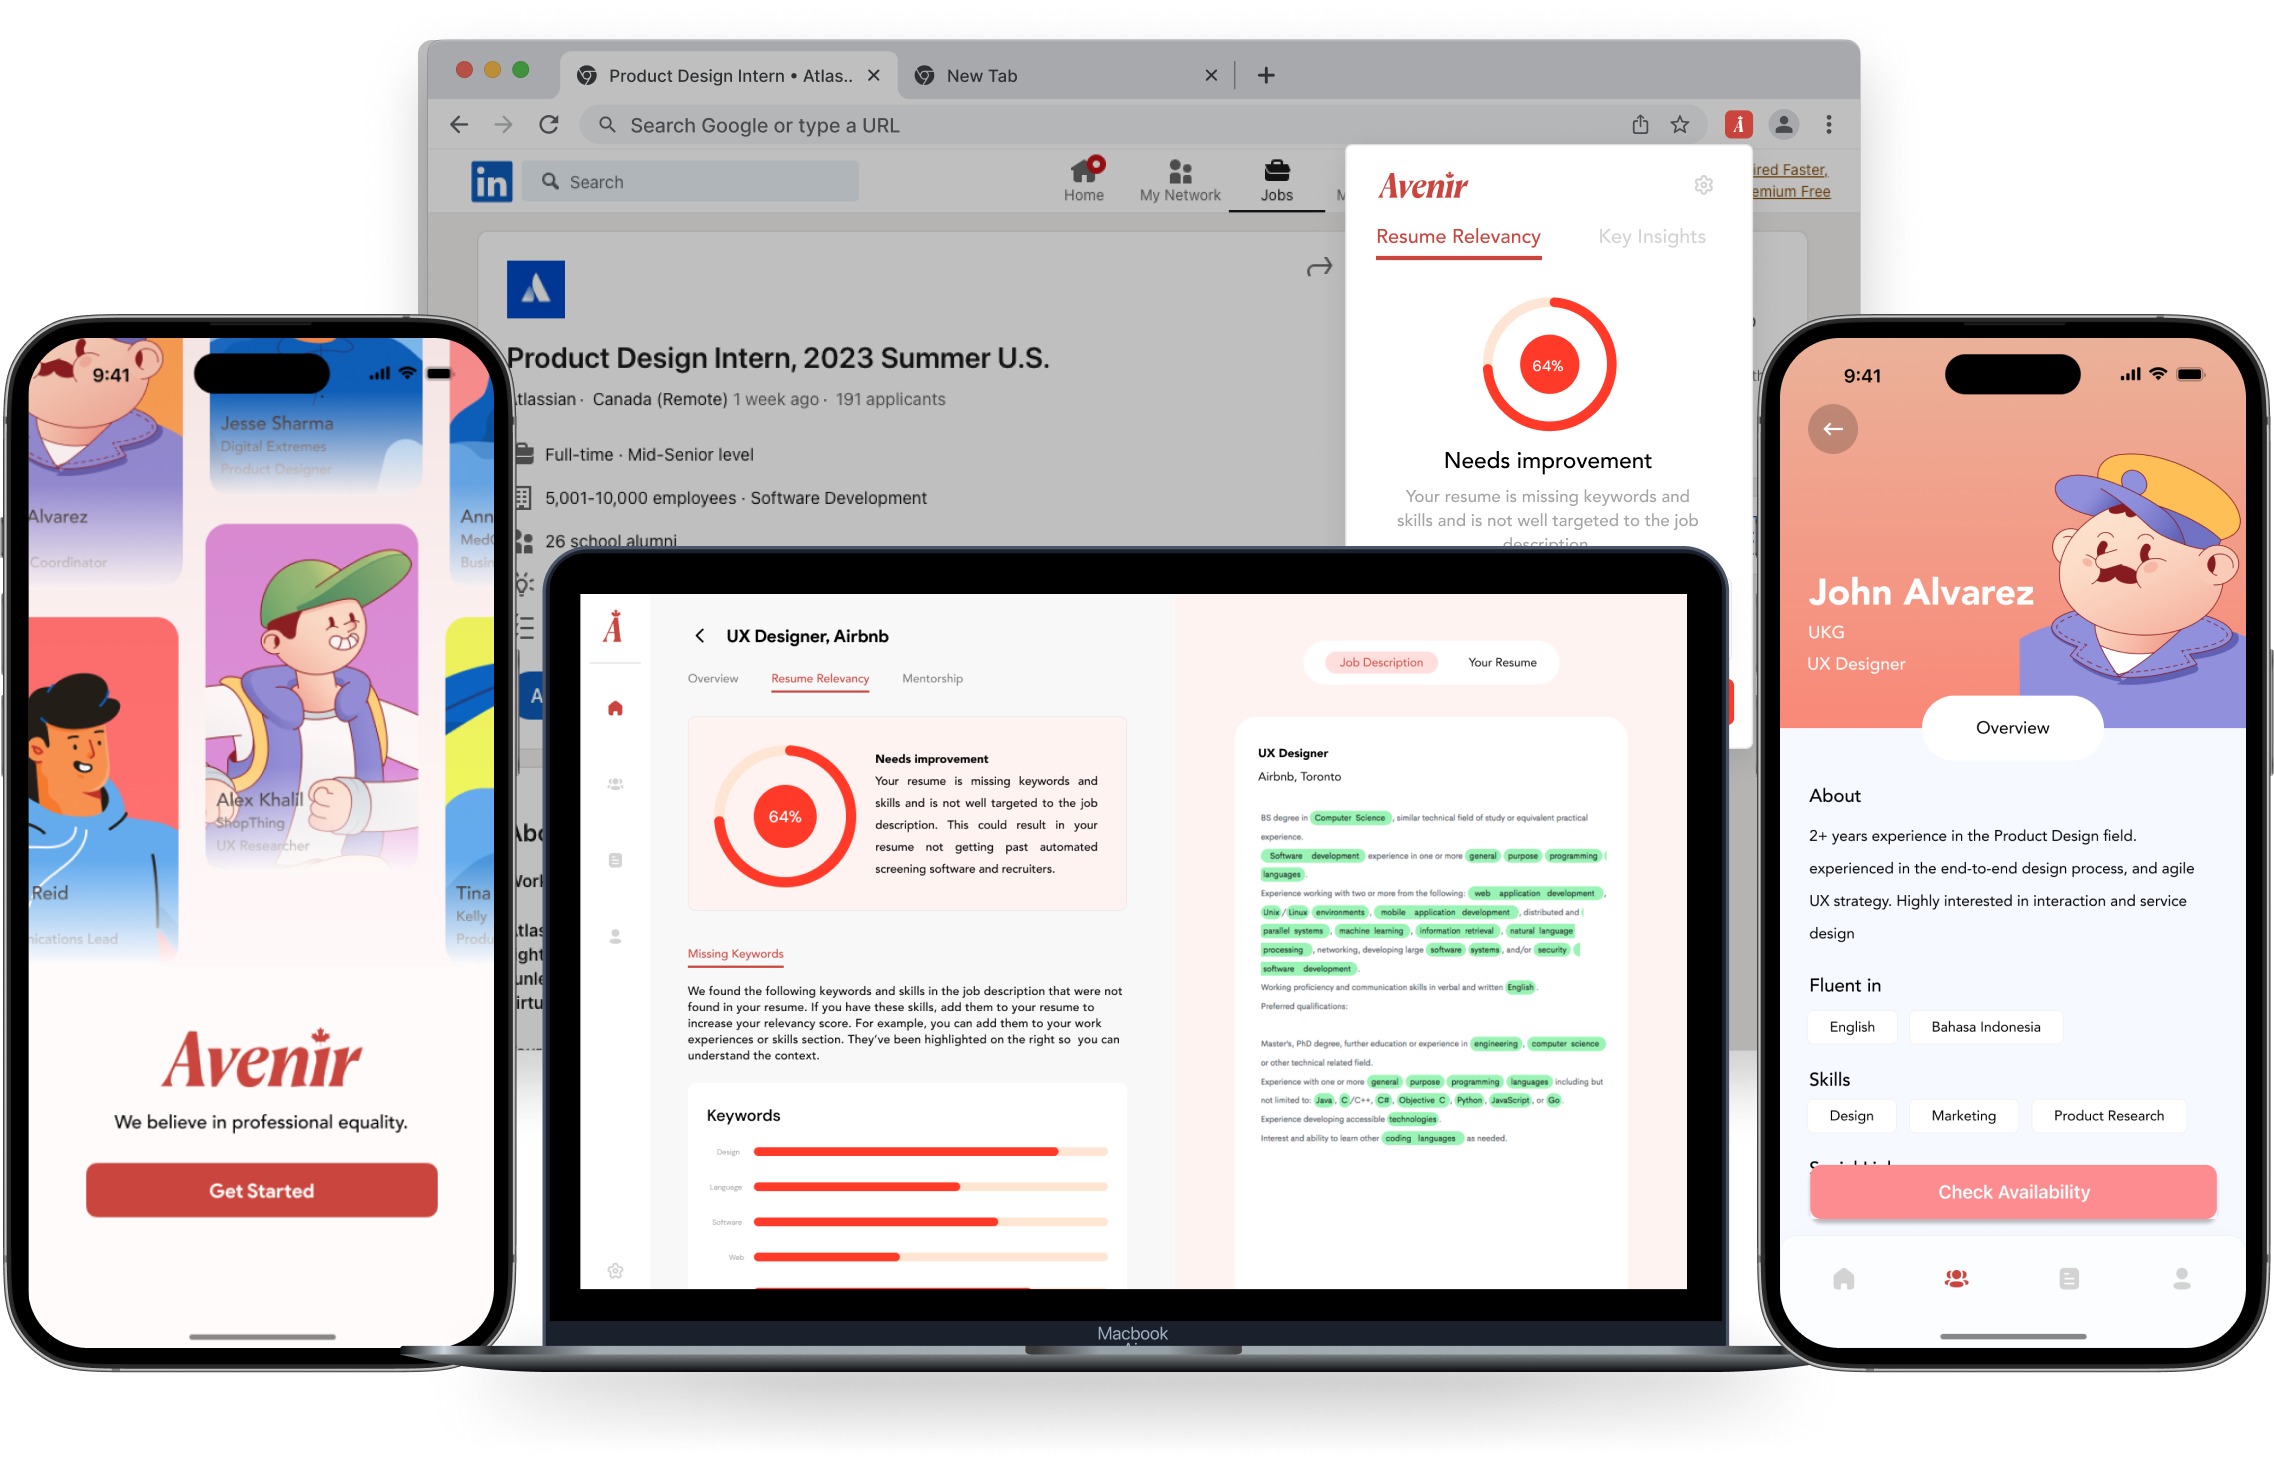 Product Design Intern • Atlas..
New Tab
Search Google or type a URL
in
Search
Home
My Network
Jobs
M
ired Faster,
emium Free
Avenir
Resume Relevancy
Key Insights
64%
Needs improvement
Your resume is missing keywords and
skills and is not well targeted to the job
description.
Product Design Intern, 2023 Summer U.S.
tlassian · Canada (Remote) 1 week ago · 191 applicants
Full-time · Mid-Senior level
5,001-10,000 employees · Software Development
26 school alumni
A
Abo
Work
Atlas
ight
unle
irtu
9:41
Jesse Sharma
Digital Extremes
Product Designer
Alvarez
Coordinator
Ann
MedC
Busin
Alex Khalil
ShopThing
UX Researcher
Reid
nications Lead
Tina
Kelly
Produ
Avenir
We believe in professional equality.
Get Started
A
UX Designer, Airbnb
Overview
Resume Relevancy
Mentorship
64%
Needs improvement
Your resume is missing keywords and
skills and is not well targeted to the job
description. This could result in your
resume not getting past automated
screening software and recruiters.
Missing Keywords
We found the following keywords and skills in the job description that were not
found in your resume. If you have these skills, add them to your resume to
increase your relevancy score. For example, you can add them to your work
experiences or skills section. They've been highlighted on the right so you can
understand the context.
Keywords
Design
Language
Software
Web
Job Description
Your Resume
UX Designer
Airbnb, Toronto
BS degree in Computer Science, similar technical field of study or equivalent practical
experience.
Software development experience in one or more general purpose programming
languages.
Experience working with two or more from the following: web application development,
Unix/Linux environments, mobile application development, distributed and
parallel systems, machine learning, information retrieval, natural language
processing, networking, developing large software systems, and/or security
software development.
Working proficiency and communication skills in verbal and written English.
Preferred qualifications:
Master's, PhD degree, further education or experience in engineering, computer science
or other technical related field.
Experience with one or more general purpose programming languages including but
not limited to: Java, C/C++, C#, Objective C, Python, JavaScript, or Go.
Experience developing accessible technologies.
Interest and ability to learn other coding languages as needed.
Macbook
9:41
John Alvarez
UKG
UX Designer
Overview
About
2+ years experience in the Product Design field.
experienced in the end-to-end design process, and agile
UX strategy. Highly interested in interaction and service
design
Fluent in
English
Bahasa Indonesia
Skills
Design
Marketing
Product Research
Check Availability